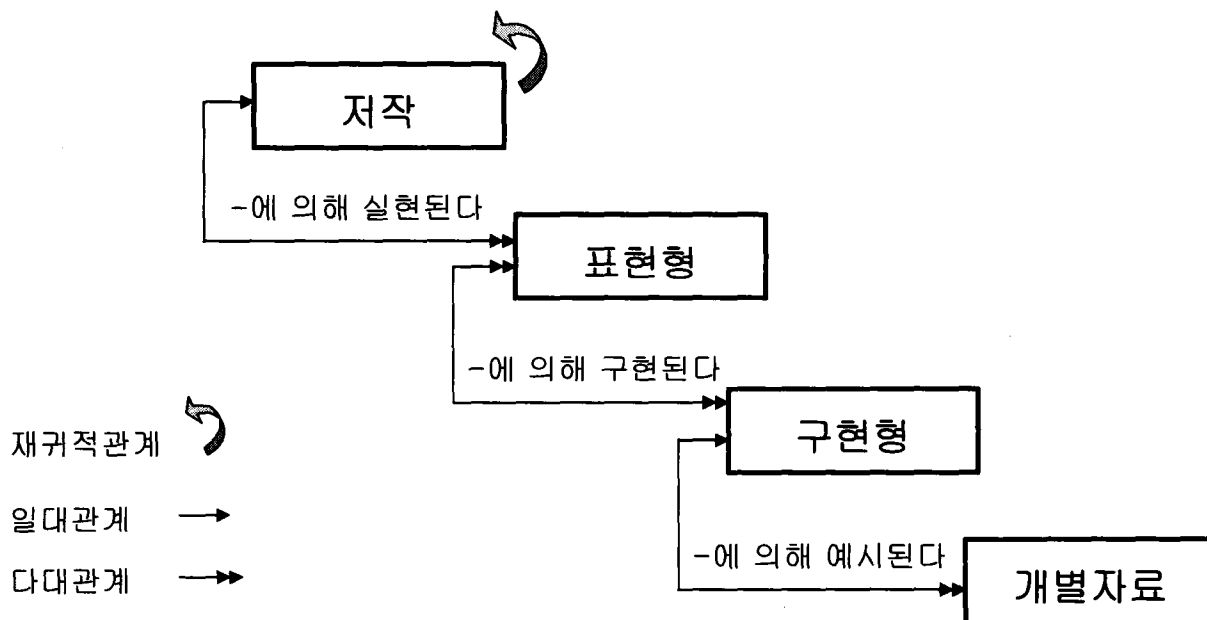 저작
-에 의해 실현된다
표현형
-에 의해 구현된다
구현형
재귀적관계
일대관계
-에 의해 예시된다
다대관계
개별자료